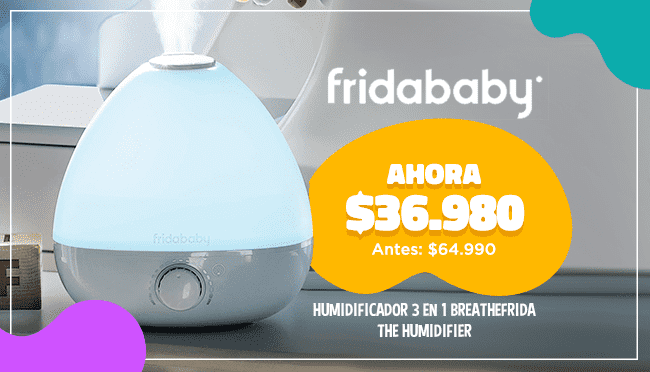 fridababy
AHORA
$36.980
Antes: $64.990
fridababy
HUMIDIFICADOR 3 EN 1 BREATHEFRIDA
THE HUMIDIFIER
F